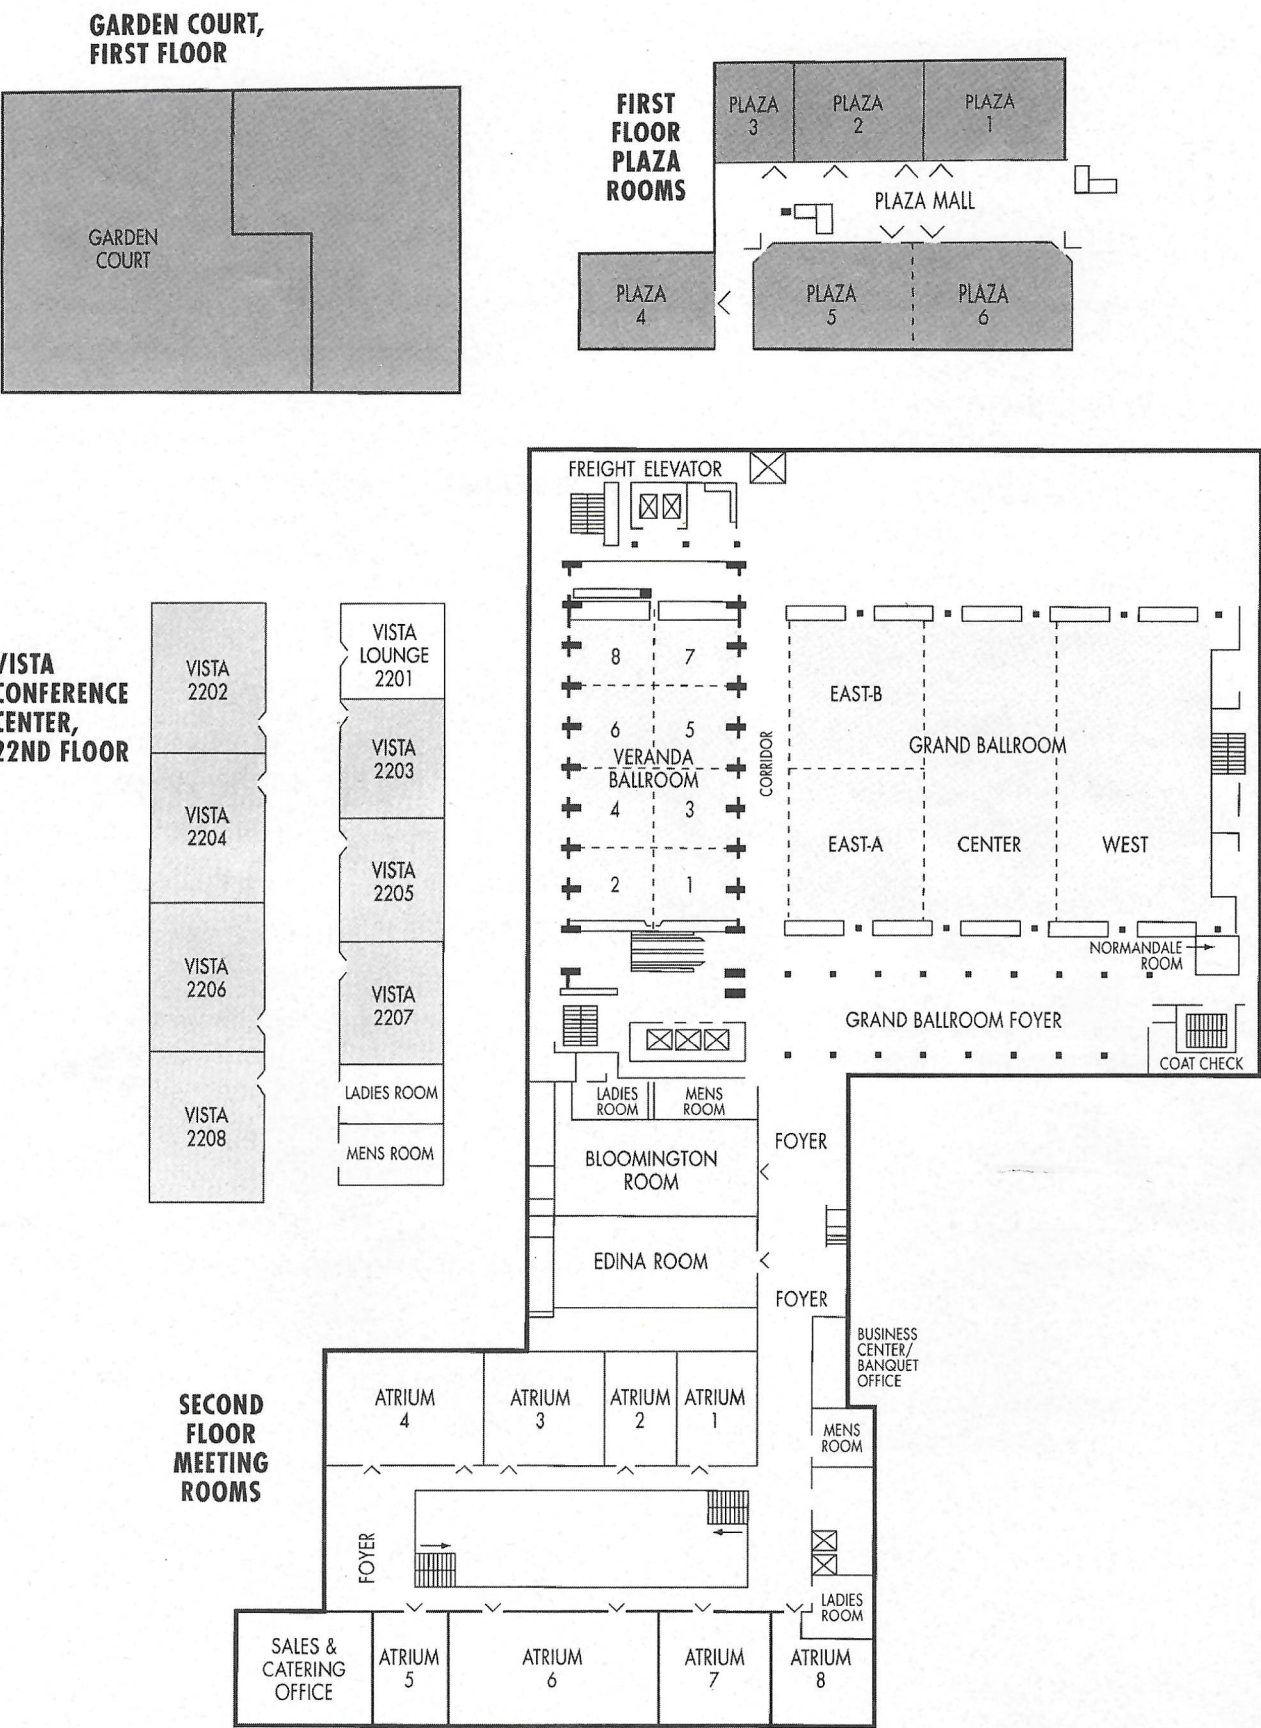 GARDEN COURT,
FIRST FLOOR
GARDEN
COURT
FIRST
FLOOR
PLAZA
ROOMS
PLAZA
3
PLAZA
2
PLAZA
1
PLAZA MALL
PLAZA
4
PLAZA
5
PLAZA
6
VISTA
CONFERENCE
CENTER,
22ND FLOOR
VISTA
2202
VISTA
2204
VISTA
2206
VISTA
2208
VISTA
LOUNGE
2201
VISTA
2203
VISTA
2205
VISTA
2207
LADIES ROOM
MENS ROOM
FREIGHT ELEVATOR
8
7
6
5
VERANDA
BALLROOM
4
3
2
1
CORRIDOR
EAST-B
GRAND BALLROOM
EAST-A
CENTER
WEST
NORMANDALE
ROOM
GRAND BALLROOM FOYER
COAT CHECK
LADIES
ROOM
MENS
ROOM
FOYER
BLOOMINGTON
ROOM
EDINA ROOM
FOYER
BUSINESS
CENTER/
BANQUET
OFFICE
SECOND
FLOOR
MEETING
ROOMS
ATRIUM
4
ATRIUM
3
ATRIUM
2
ATRIUM
1
MENS
ROOM
FOYER
LADIES
ROOM
SALES &
CATERING
OFFICE
ATRIUM
5
ATRIUM
6
ATRIUM
7
ATRIUM
8